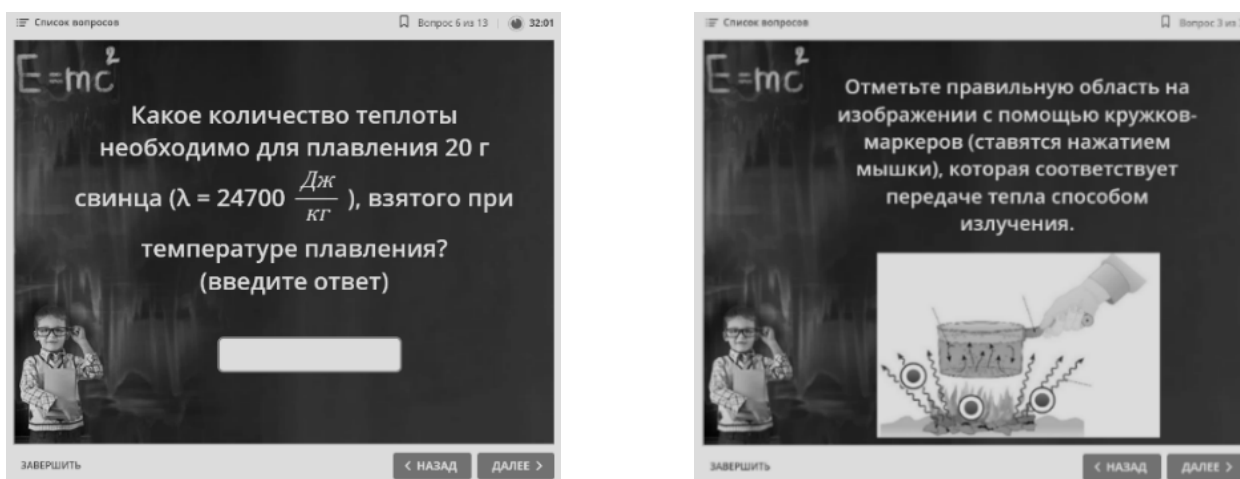 Список вопросов
Вопрос 6 из 13
32:01
E=mc²
Какое количество теплоты
необходимо для плавления 20 г
свинца (λ = 24700 Дж/кг ), взятого при
температуре плавления?
(введите ответ)
ЗАВЕРШИТЬ
< НАЗАД
ДАЛЕЕ >
Список вопросов
Вопрос 3 из
E=mc²
Отметьте правильную область на
изображении с помощью кружков-
маркеров (ставятся нажатием
мышки), которая соответствует
передаче тепла способом
излучения.
ЗАВЕРШИТЬ
< НАЗАД
ДАЛЕЕ >